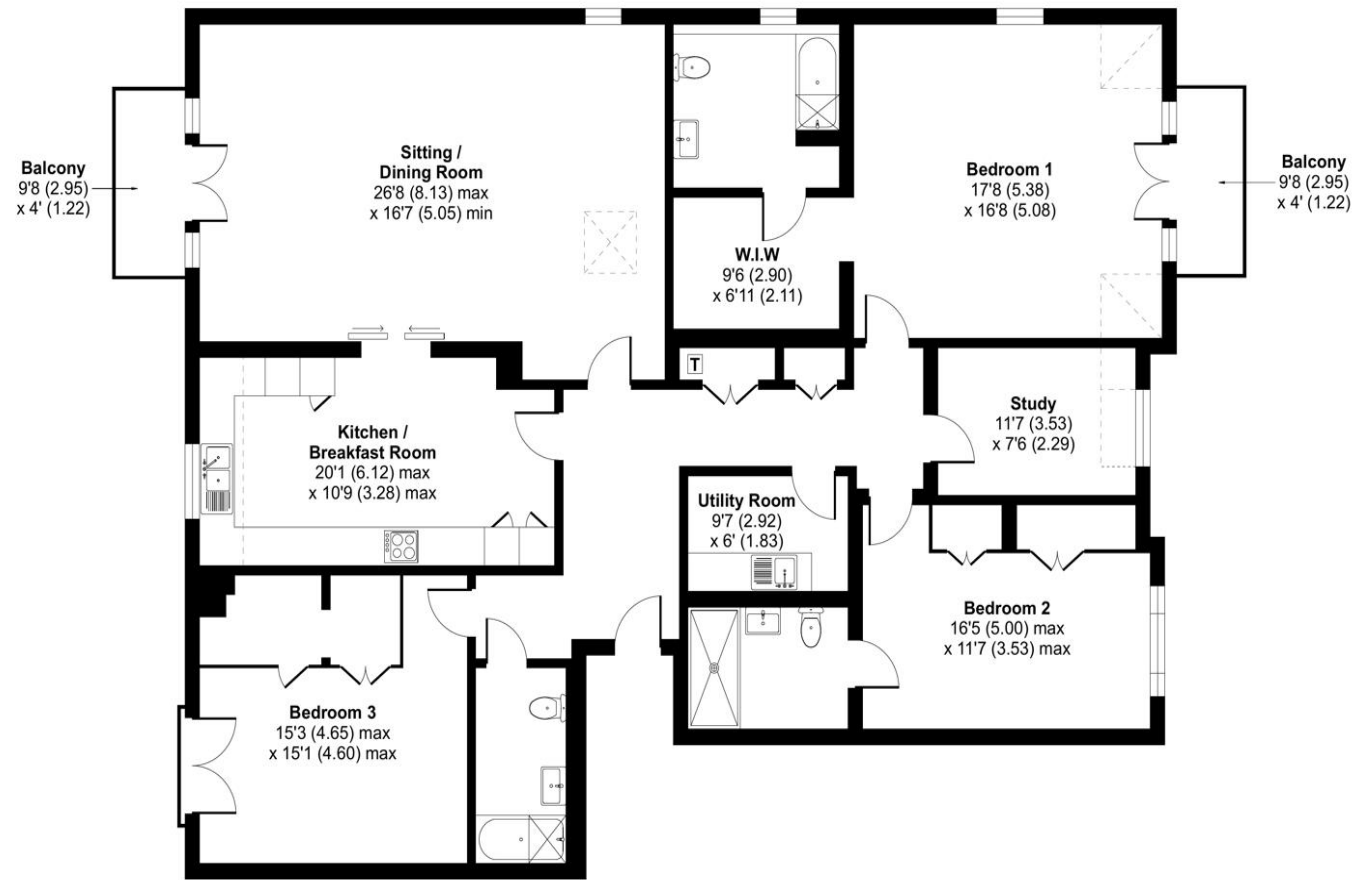 Balcony
9'8 (2.95)
x 4' (1.22)
Sitting /
Dining Room
26'8 (8.13) max
x 16'7 (5.05) min
Bedroom 1
17'8 (5.38)
x 16'8 (5.08)
Balcony
9'8 (2.95)
x 4' (1.22)
W.I.W
9'6 (2.90)
x 6'11 (2.11)
T
Kitchen /
Breakfast Room
20'1 (6.12) max
x 10'9 (3.28) max
Study
11'7 (3.53)
x 7'6 (2.29)
Utility Room
9'7 (2.92)
x 6' (1.83)
Bedroom 2
16'5 (5.00) max
x 11'7 (3.53) max
Bedroom 3
15'3 (4.65) max
x 15'1 (4.60) max